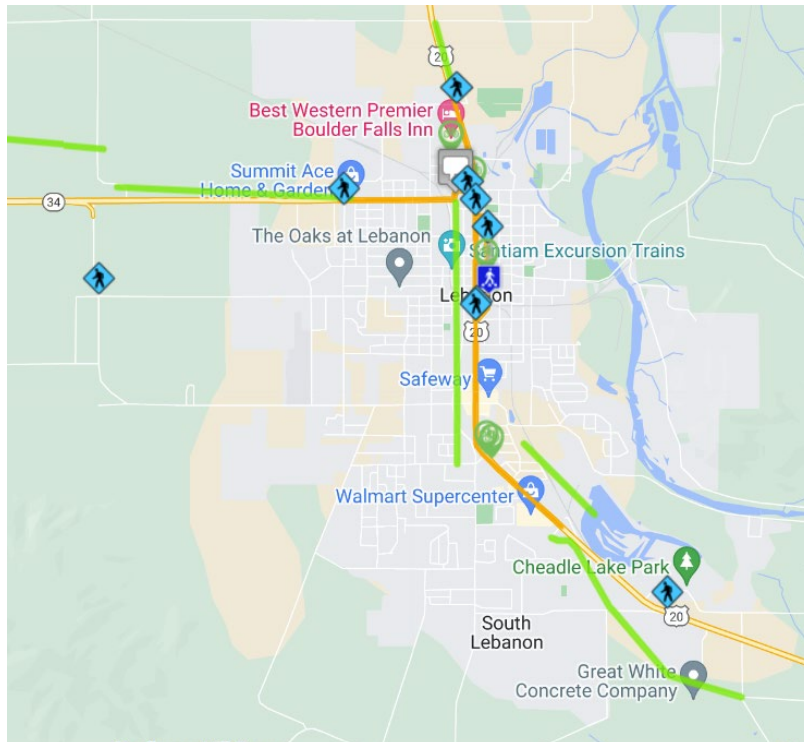 20
Best Western Premier
Boulder Falls Inn
Summit Ace
Home & Garden
34
The Oaks at Lebanon
Santiam Excursion Trains
Lebanon
20
Safeway
Walmart Supercenter
Cheadle Lake Park
20
South
Lebanon
Great White
Concrete Company